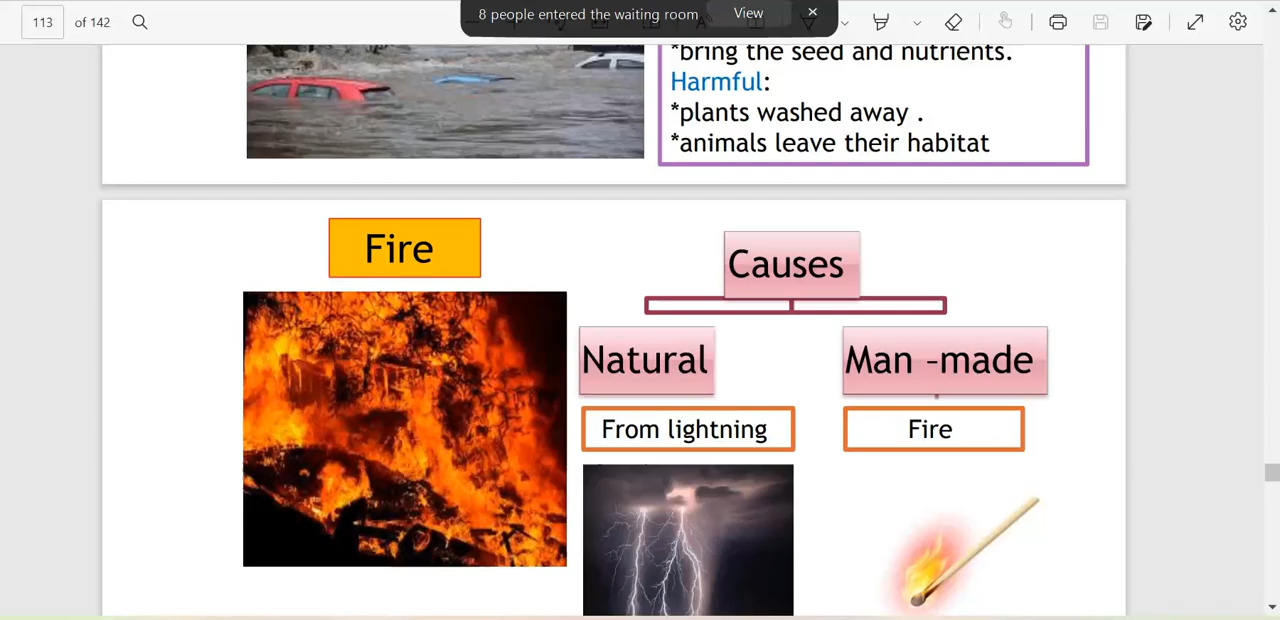 113 of 142
8 people entered the waiting room View
*bring the seed and nutrients.
Harmful:
*plants washed away .
*animals leave their habitat
Fire
Causes
Natural
Man –made
From lightning
Fire